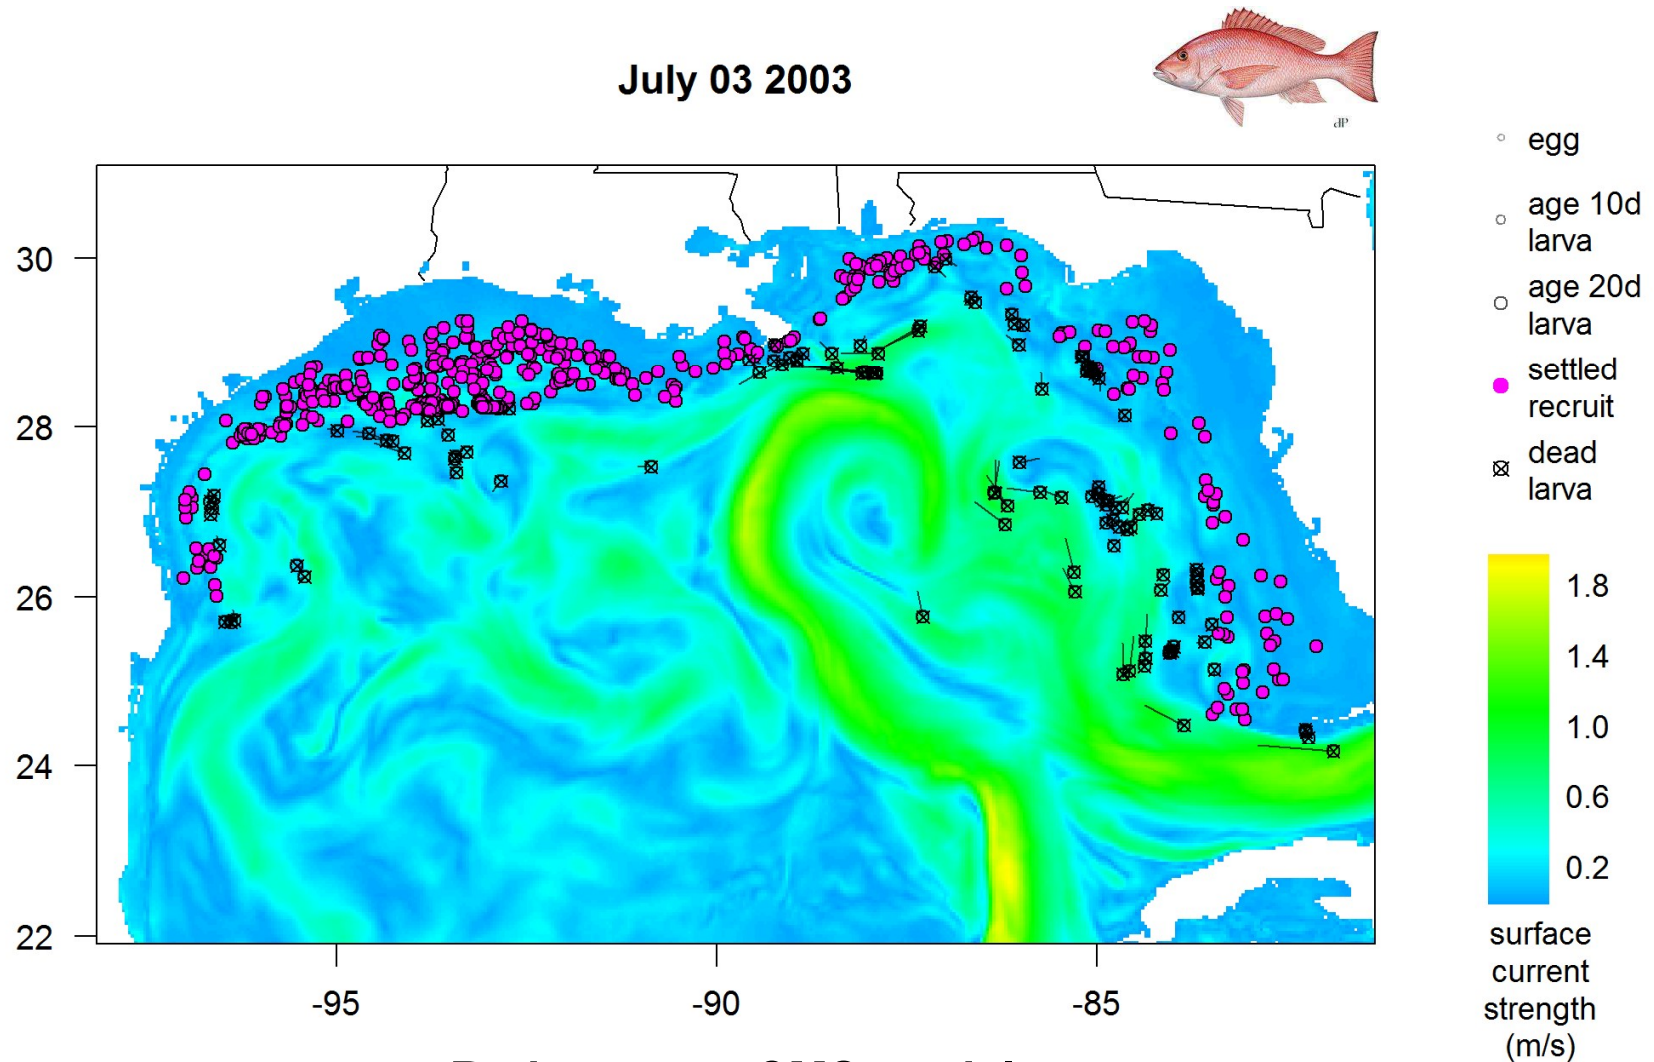 July 03 2003
dP
egg
age 10d
larva
age 20d
larva
settled
recruit
dead
larva
30
28
26
24
22
-95
-90
-85
1.8
1.4
1.0
0.6
0.2
surface
current
strength
(m/s)